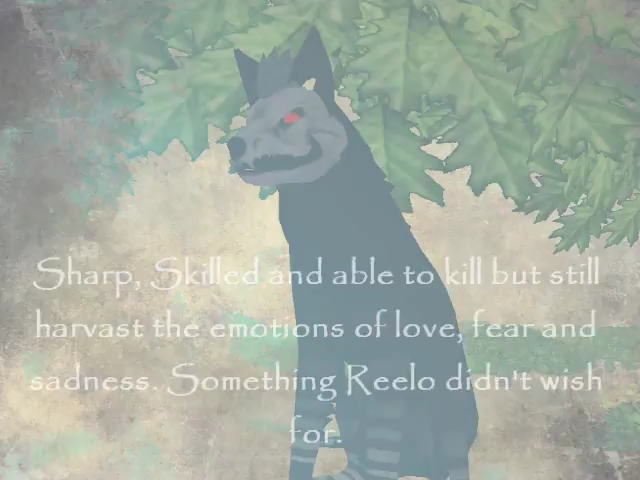 Sharp, Skilled and able to kill but still
harvast the emotions of love, fear and
sadness. Something Reelo didn't wish
for.